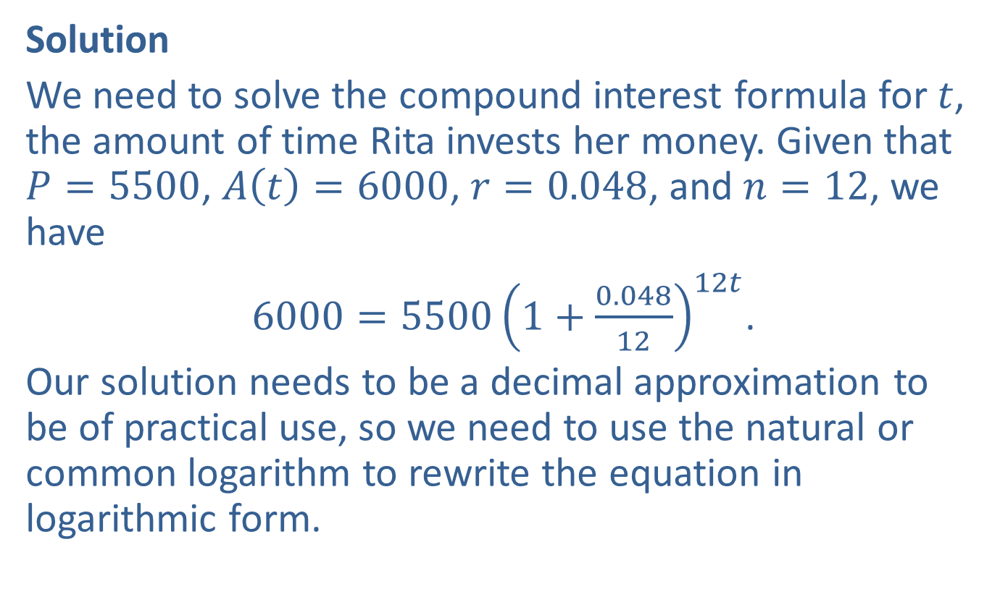 Solution
We need to solve the compound interest formula for 𝑡,
the amount of time Rita invests her money. Given that
𝑃 = 5500, 𝐴(𝑡) = 6000, 𝑟 = 0.048, and 𝑛 = 12, we
have
6000 = 5500 (1 + 0.048/12)^12𝑡 .
Our solution needs to be a decimal approximation to
be of practical use, so we need to use the natural or
common logarithm to rewrite the equation in
logarithmic form.